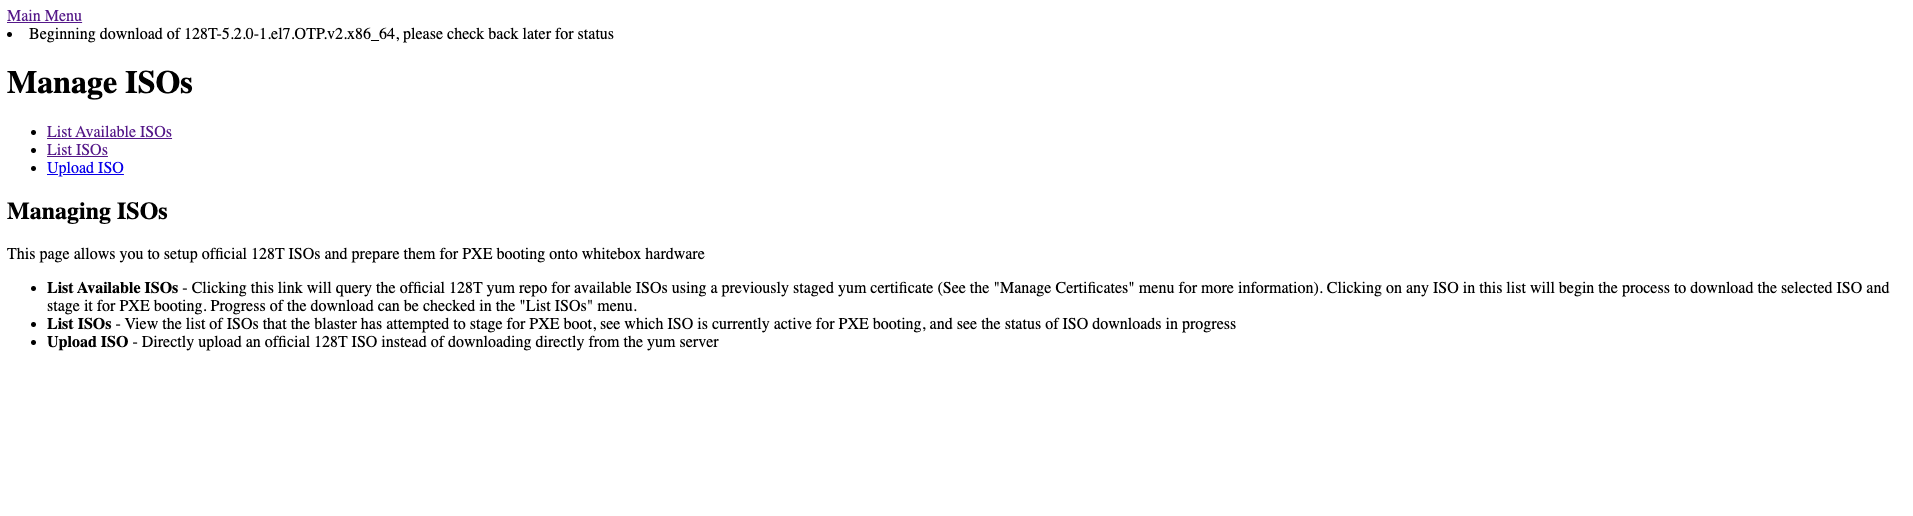 Main Menu
• Beginning download of 128T-5.2.0-1.el7.OTP.v2.x86_64, please check back later for status
Manage ISOs
• List Available ISOs
• List ISOs
• Upload ISO
Managing ISOs
This page allows you to setup official 128T ISOs and prepare them for PXE booting onto whitebox hardware
• List Available ISOs - Clicking this link will query the official 128T yum repo for available ISOs using a previously staged yum certificate (See the "Manage Certificates" menu for more information). Clicking on any ISO in this list will begin the process to download the selected ISO and
stage it for PXE booting. Progress of the download can be checked in the "List ISOs" menu.
• List ISOs - View the list of ISOs that the blaster has attempted to stage for PXE boot, see which ISO is currently active for PXE booting, and see the status of ISO downloads in progress
• Upload ISO - Directly upload an official 128T ISO instead of downloading directly from the yum server